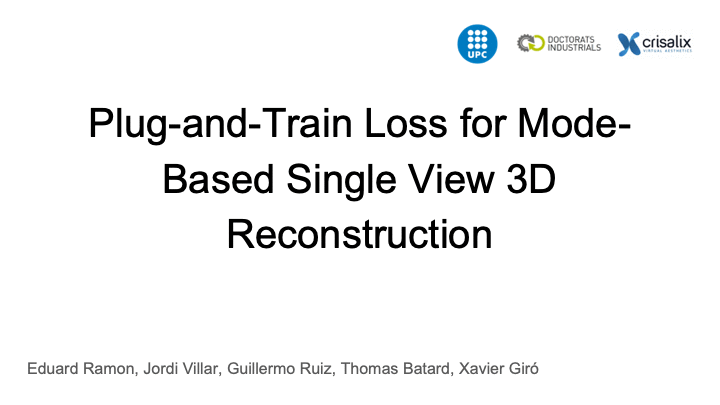 UPC
DOCTORATS
INDUSTRIALS
crisalix
VIRTUAL AESTHETICS
Plug-and-Train Loss for Mode-
Based Single View 3D
Reconstruction
Eduard Ramon, Jordi Villar, Guillermo Ruiz, Thomas Batard, Xavier Giró